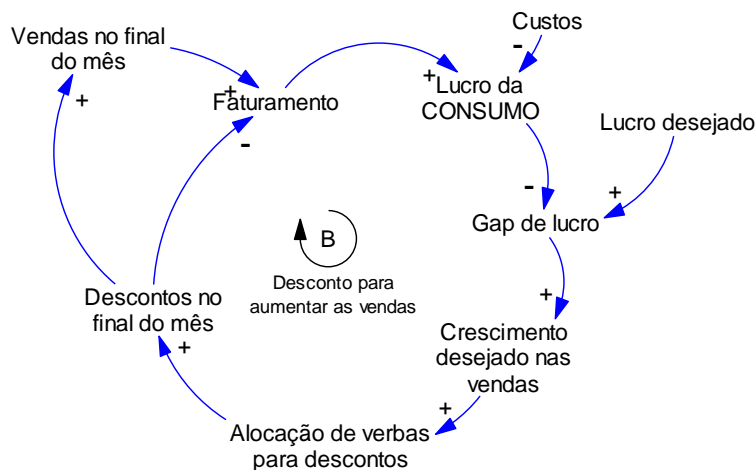 Vendas no final
do mês
+
Faturamento
+
-
Custos
-
+
Lucro da
CONSUMO
Lucro desejado
-
+
Gap de lucro
B
Desconto para
aumentar as vendas
Descontos no
final do mês
+
+
Crescimento
desejado nas
vendas
+
Alocação de verbas
para descontos
+